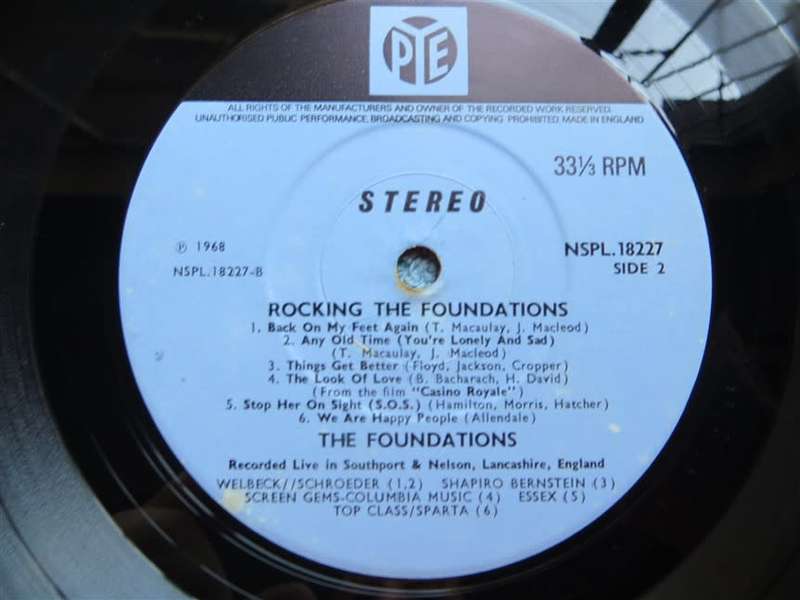 PYE
ALL RIGHTS OF THE MANUFACTURERS AND OWNER OF THE RECORDED WORK RESERVED.
UNAUTHORISED PUBLIC PERFORMANCE, BROADCASTING AND COPYING PROHIBITED. MADE IN ENGLAND
33⅓ RPM
STEREO
℗ 1968
NSPL.18227
NSPL.18227-B
SIDE 2
ROCKING THE FOUNDATIONS
1. Back On My Feet Again (T. Macaulay, J. Macleod)
2. Any Old Time (You're Lonely And Sad)
(T. Macaulay, J. Macleod)
3. Things Get Better (Floyd, Jackson, Cropper)
4. The Look Of Love (B. Bacharach, H. David)
(From the film "Casino Royale")
5. Stop Her On Sight (S.O.S.) (Hamilton, Morris, Hatcher)
6. We Are Happy People (Allendale)
THE FOUNDATIONS
Recorded Live in Southport & Nelson, Lancashire, England
WELBECK//SCHROEDER (1,2) SHAPIRO BERNSTEIN (3)
SCREEN GEMS-COLUMBIA MUSIC (4) ESSEX (5)
TOP CLASS/SPARTA (6)